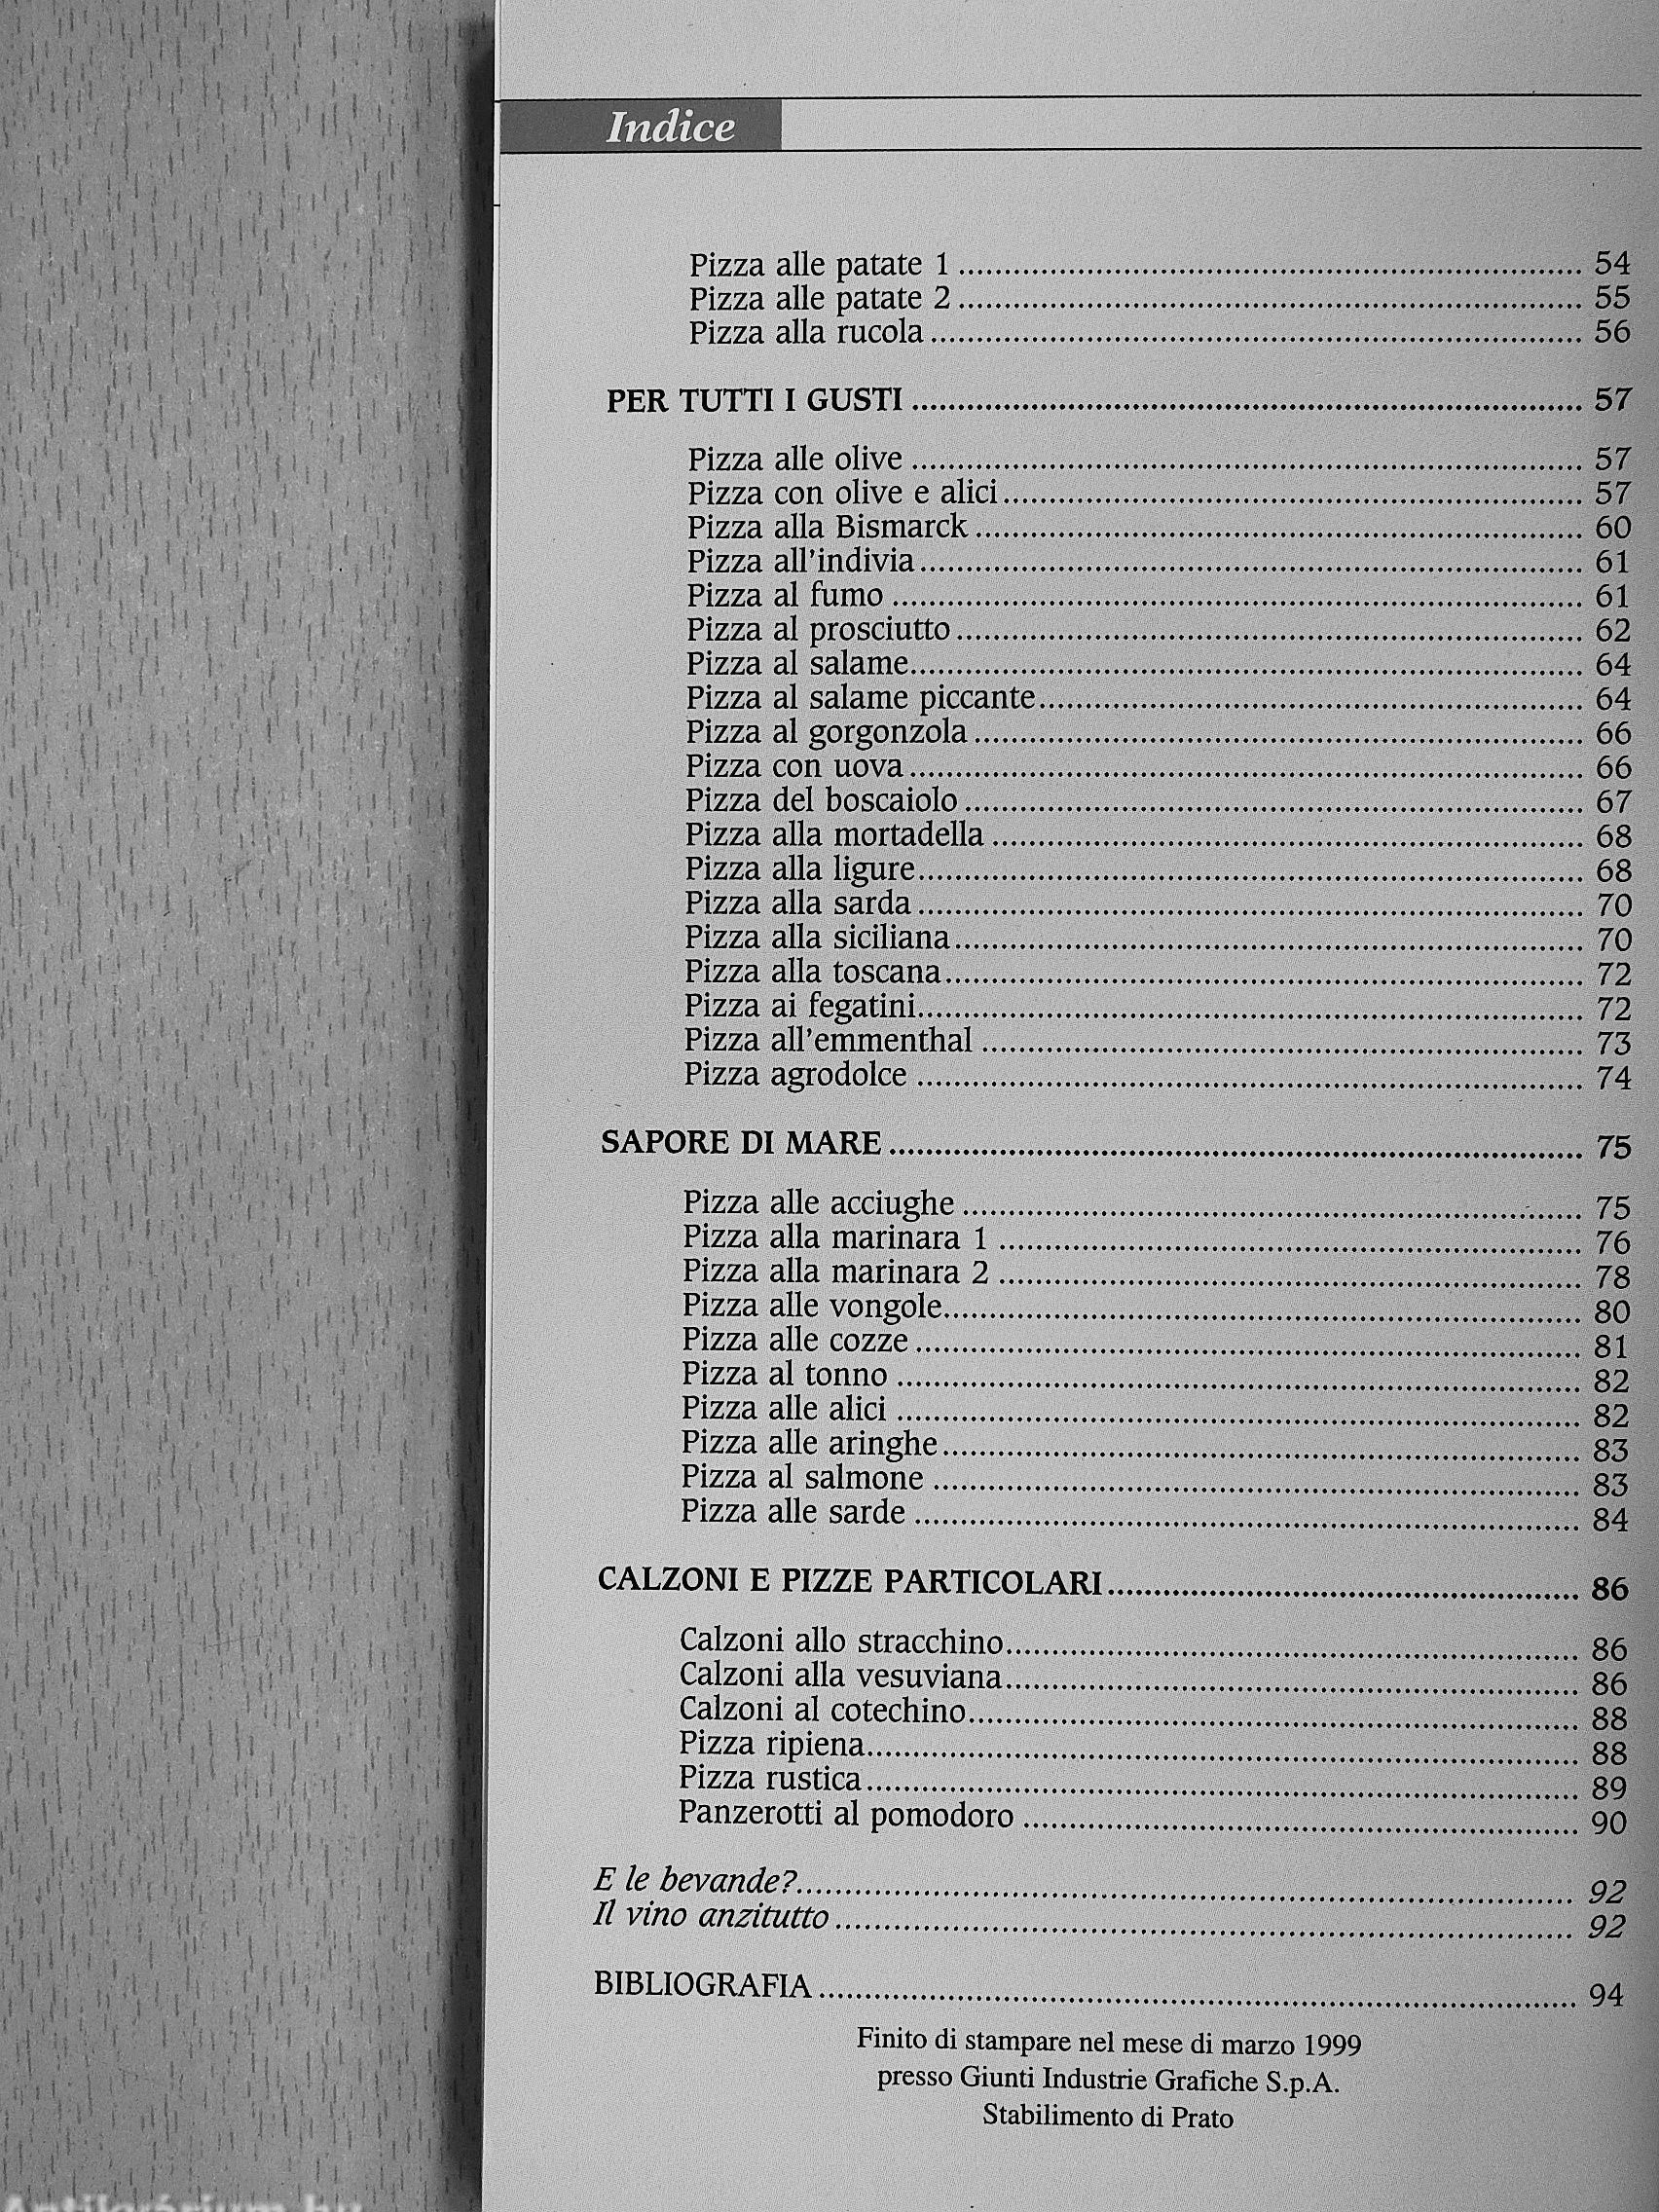 Indice
Pizza alle patate 1 ........ 54
Pizza alle patate 2 ........ 55
Pizza alla rucola ........ 56
PER TUTTI I GUSTI ........ 57
Pizza alle olive ........ 57
Pizza con olive e alici ........ 57
Pizza alla Bismarck ........ 60
Pizza all'indivia ........ 61
Pizza al fumo ........ 61
Pizza al prosciutto ........ 62
Pizza al salame ........ 64
Pizza al salame piccante ........ 64
Pizza al gorgonzola ........ 66
Pizza con uova ........ 66
Pizza del boscaiolo ........ 67
Pizza alla mortadella ........ 68
Pizza alla ligure ........ 68
Pizza alla sarda ........ 70
Pizza alla siciliana ........ 70
Pizza alla toscana ........ 72
Pizza ai fegatini ........ 72
Pizza all'emmenthal ........ 73
Pizza agrodolce ........ 74
SAPORE DI MARE ........ 75
Pizza alle acciughe ........ 75
Pizza alla marinara 1 ........ 76
Pizza alla marinara 2 ........ 78
Pizza alle vongole ........ 80
Pizza alle cozze ........ 81
Pizza al tonno ........ 82
Pizza alle alici ........ 82
Pizza alle aringhe ........ 83
Pizza al salmone ........ 83
Pizza alle sarde ........ 84
CALZONI E PIZZE PARTICOLARI ........ 86
Calzoni allo stracchino ........ 86
Calzoni alla vesuviana ........ 86
Calzoni al cotechino ........ 88
Pizza ripiena ........ 88
Pizza rustica ........ 89
Panzerotti al pomodoro ........ 90
E le bevande? ........ 92
Il vino anzitutto ........ 92
BIBLIOGRAFIA ........ 94
Finito di stampare nel mese di marzo 1999
presso Giunti Industrie Grafiche S.p.A.
Stabilimento di Prato